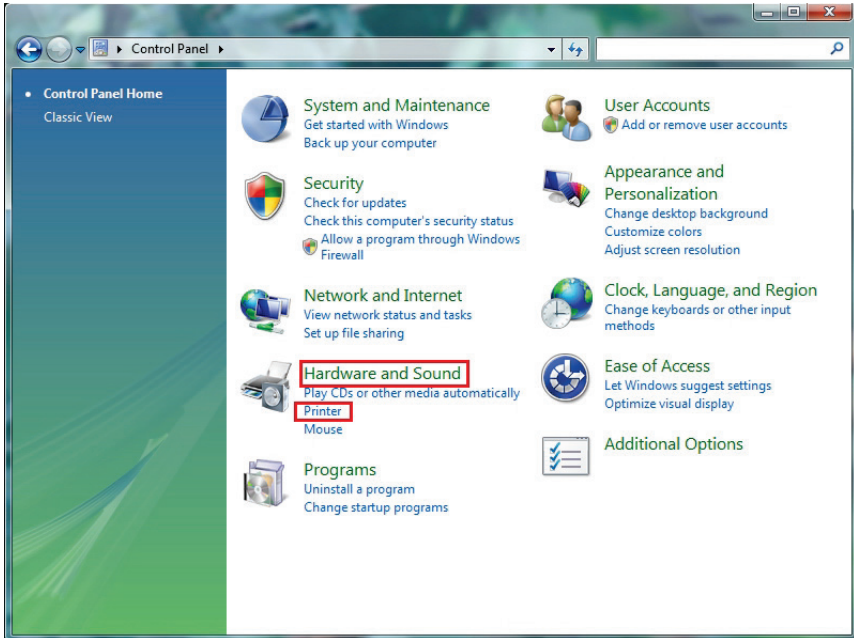 Control Panel
Control Panel Home
Classic View
System and Maintenance
Get started with Windows
Back up your computer
Security
Check for updates
Check this computer's security status
Allow a program through Windows
Firewall
Network and Internet
View network status and tasks
Set up file sharing
Hardware and Sound
Play CDs or other media automatically
Printer
Mouse
Programs
Uninstall a program
Change startup programs
User Accounts
Add or remove user accounts
Appearance and
Personalization
Change desktop background
Customize colors
Adjust screen resolution
Clock, Language, and Region
Change keyboards or other input
methods
Ease of Access
Let Windows suggest settings
Optimize visual display
Additional Options